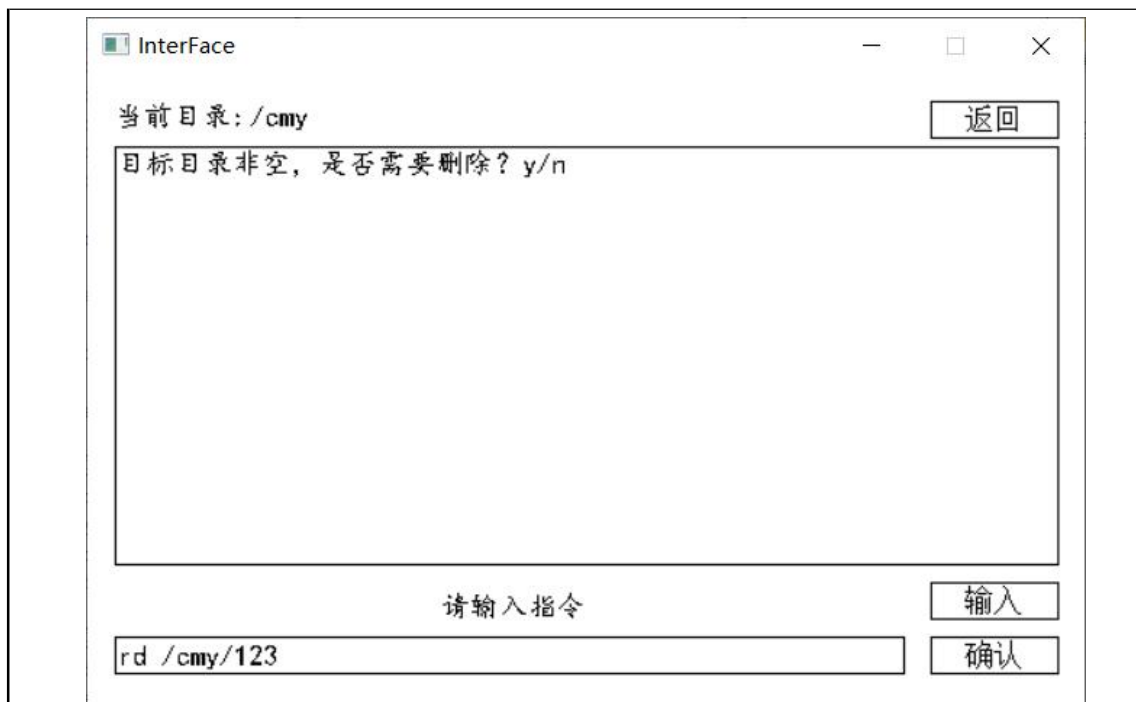 InterFace
当前目录:/cmy
返回
目标目录非空，是否需要删除？y/n
请输入指令
输入
rd /cmy/123
确认